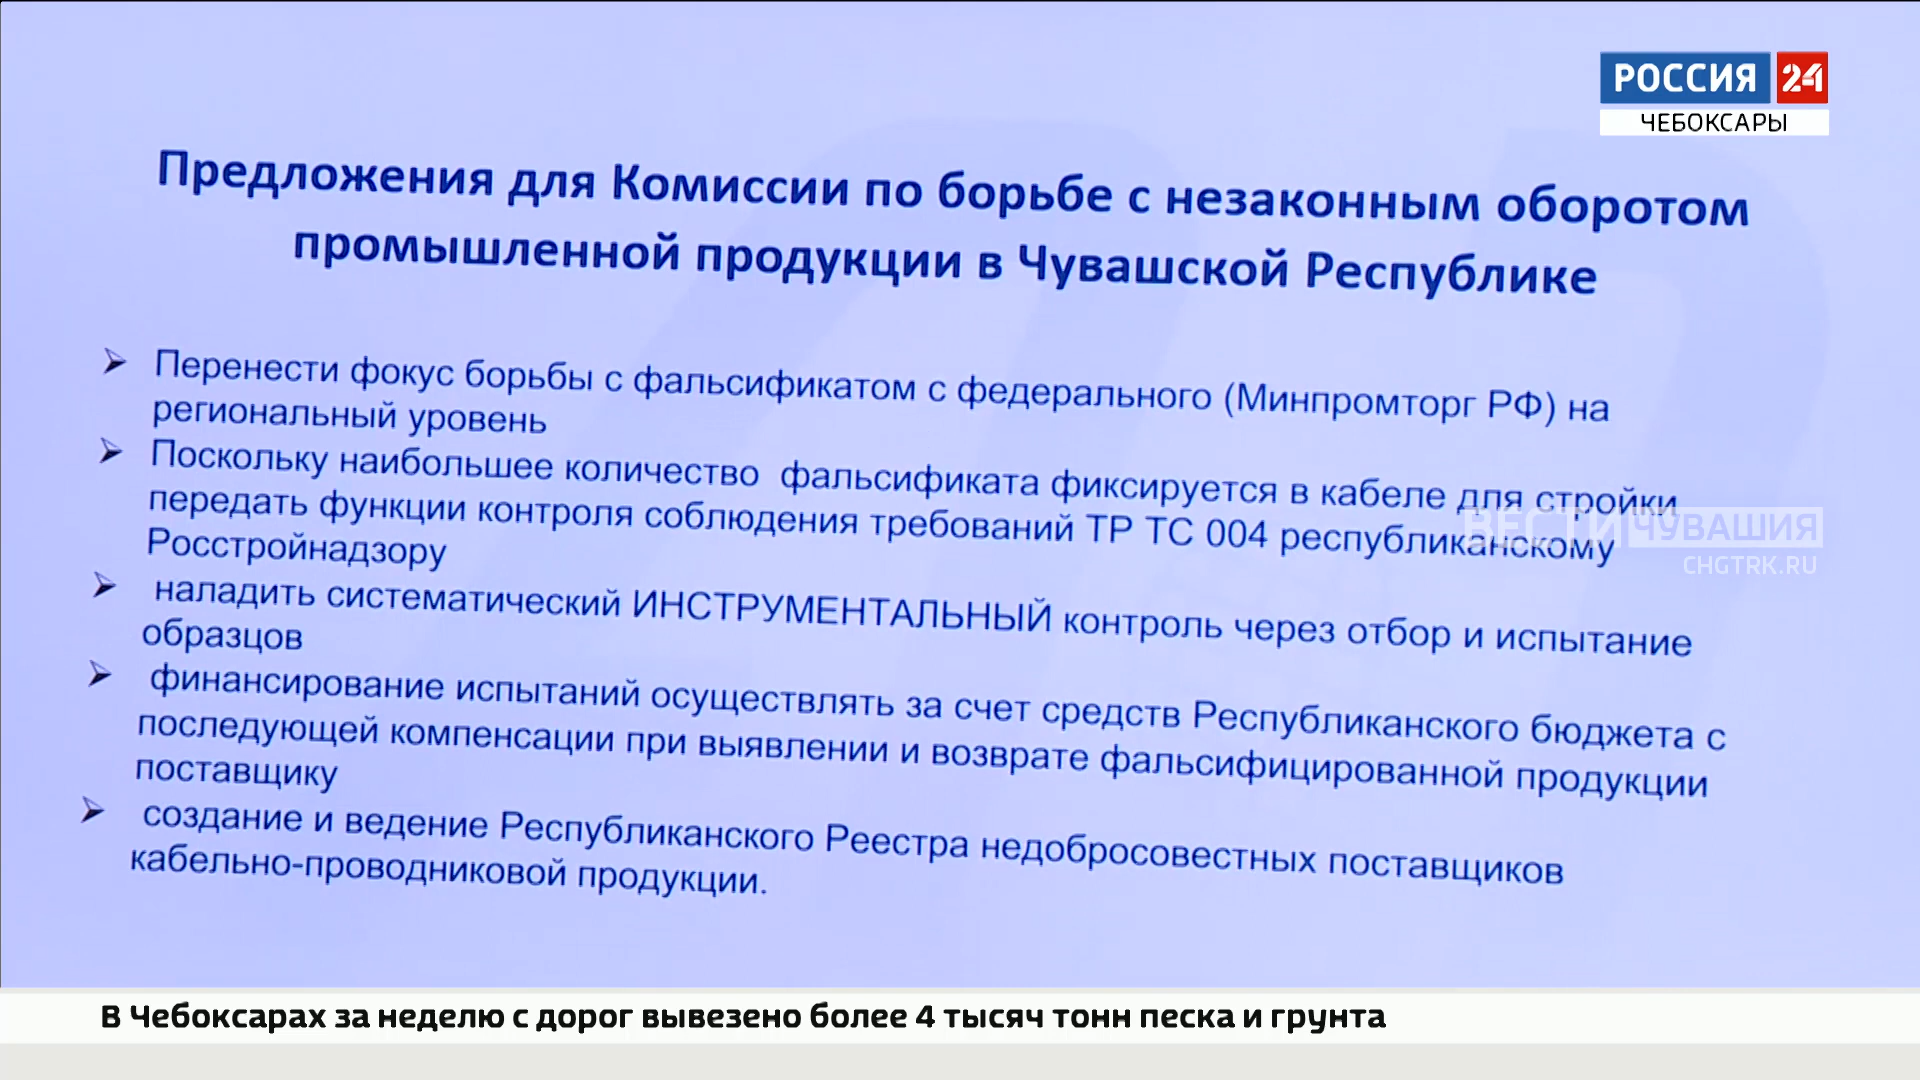 РОССИЯ 24
ЧЕБОКСАРЫ
Предложения для Комиссии по борьбе с незаконным оборотом
промышленной продукции в Чувашской Республике
Перенести фокус борьбы с фальсификатом с федерального (Минпромторг РФ) на
региональный уровень
Поскольку наибольшее количество фальсификата фиксируется в кабеле для стройки
передать функции контроля соблюдения требований ТР ТС 004 республиканскому
Росстройнадзору
наладить систематический ИНСТРУМЕНТАЛЬНЫЙ контроль через отбор и испытание
образцов
финансирование испытаний осуществлять за счет средств Республиканского бюджета с
последующей компенсации при выявлении и возврате фальсифицированной продукции
поставщику
создание и ведение Республиканского Реестра недобросовестных поставщиков
кабельно-проводниковой продукции.
ВЕСТИ ЧУВАШИЯ
CHGTRK.RU
В Чебоксарах за неделю с дорог вывезено более 4 тысяч тонн песка и грунта